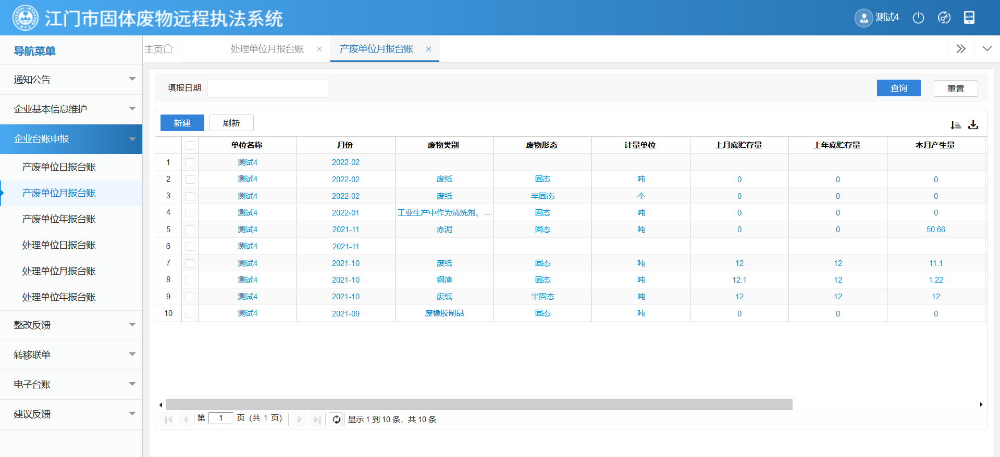 江门市固体废物远程执法系统
测试4
APP
导航菜单
主页
处理单位月报台账 ×
产废单位月报台账 ×
通知公告
企业基本信息维护
企业台账申报
产废单位日报台账
产废单位月报台账
产废单位年报台账
处理单位日报台账
处理单位月报台账
处理单位年报台账
整改反馈
转移联单
电子台账
建议反馈
填报日期
查询 重置
新建 刷新
单位名称 月份 废物类别 废物形态 计量单位 上月底贮存量 上年底贮存量 本月产生量
1 测试4 2022-02
2 测试4 2022-02 废纸 固态 吨 0 0 0
3 测试4 2022-02 废纸 半固态 个 0 0 0
4 测试4 2022-01 工业生产中作为清洗剂、... 固态 吨 0 0 0
5 测试4 2021-11 赤泥 固态 吨 0 0 50.66
6 测试4 2021-11
7 测试4 2021-10 废纸 固态 吨 12 12 11.1
8 测试4 2021-10 钢渣 固态 吨 12.1 12 1.22
9 测试4 2021-10 废纸 半固态 吨 12 12 12
10 测试4 2021-09 废橡胶制品 固态 吨 0 0 0
第 1 页 (共 1 页) 显示 1 到 10 条，共 10 条